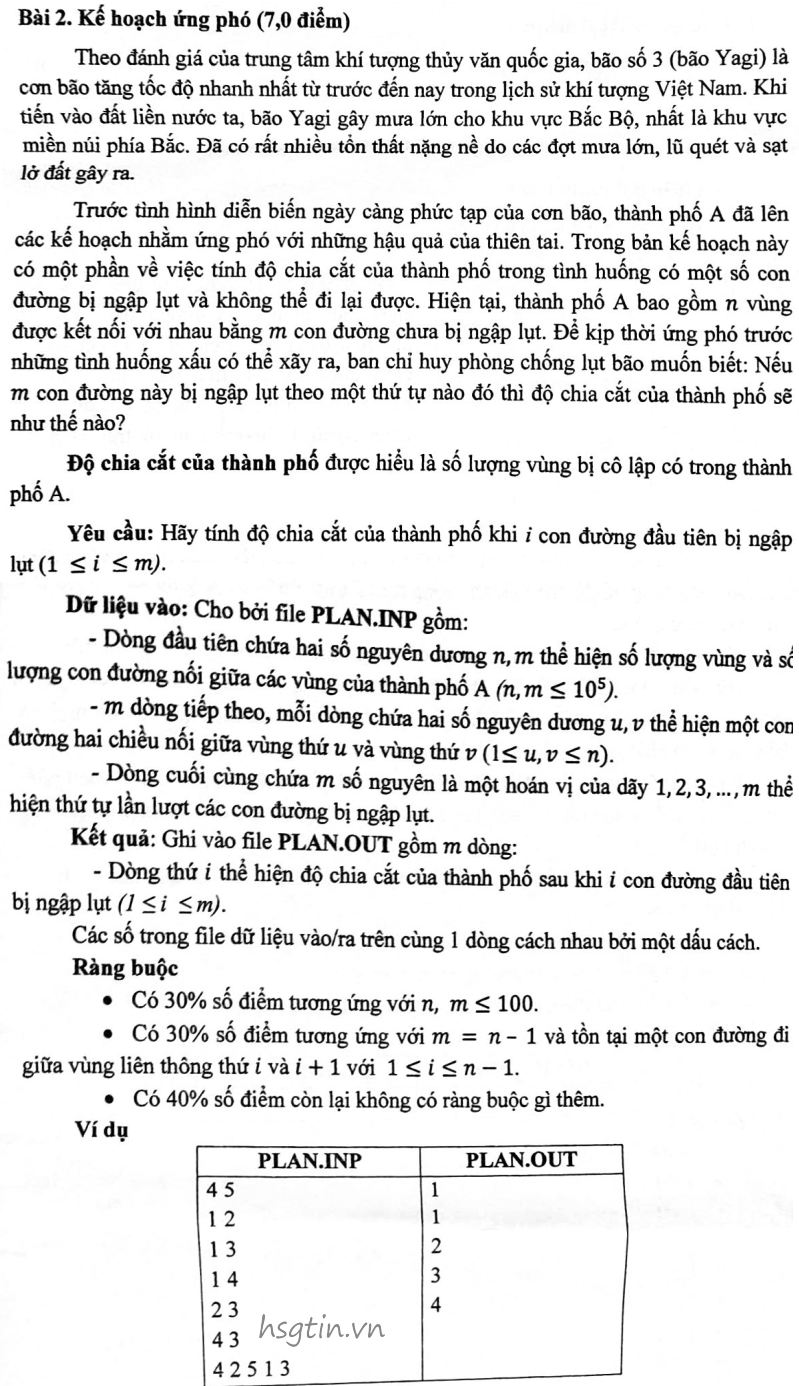 Bài 2. Kế hoạch ứng phó (7,0 điểm)
Theo đánh giá của trung tâm khí tượng thủy văn quốc gia, bão số 3 (bão Yagi) là
cơn bão tăng tốc độ nhanh nhất từ trước đến nay trong lịch sử khí tượng Việt Nam. Khi
tiến vào đất liền nước ta, bão Yagi gây mưa lớn cho khu vực Bắc Bộ, nhất là khu vực
miền núi phía Bắc. Đã có rất nhiều tổn thất nặng nề do các đợt mưa lớn, lũ quét và sạt
lở đất gây ra.
Trước tình hình diễn biến ngày càng phức tạp của cơn bão, thành phố A đã lên
các kế hoạch nhằm ứng phó với những hậu quả của thiên tai. Trong bản kế hoạch này
có một phần về việc tính độ chia cắt của thành phố trong tình huống có một số con
đường bị ngập lụt và không thể đi lại được. Hiện tại, thành phố A bao gồm n vùng
được kết nối với nhau bằng m con đường chưa bị ngập lụt. Để kịp thời ứng phó trước
những tình huống xấu có thể xãy ra, ban chỉ huy phòng chống lụt bão muốn biết: Nếu
m con đường này bị ngập lụt theo một thứ tự nào đó thì độ chia cắt của thành phố sẽ
như thế nào?
Độ chia cắt của thành phố được hiểu là số lượng vùng bị cô lập có trong thành
phố A.
Yêu cầu: Hãy tính độ chia cắt của thành phố khi i con đường đầu tiên bị ngập
lụt (1 ≤ i ≤ m).
Dữ liệu vào: Cho bởi file PLAN.INP gồm:
- Dòng đầu tiên chứa hai số nguyên dương n, m thể hiện số lượng vùng và số
lượng con đường nối giữa các vùng của thành phố A (n, m ≤ 10⁵).
- m dòng tiếp theo, mỗi dòng chứa hai số nguyên dương u, v thể hiện một con
đường hai chiều nối giữa vùng thứ u và vùng thứ v (1≤ u, v ≤ n).
- Dòng cuối cùng chứa m số nguyên là một hoán vị của dãy 1, 2, 3, ..., m thể
hiện thứ tự lần lượt các con đường bị ngập lụt.
Kết quả: Ghi vào file PLAN.OUT gồm m dòng:
- Dòng thứ i thể hiện độ chia cắt của thành phố sau khi i con đường đầu tiên
bị ngập lụt (1 ≤ i ≤ m).
Các số trong file dữ liệu vào/ra trên cùng 1 dòng cách nhau bởi một dấu cách.
Ràng buộc
• Có 30% số điểm tương ứng với n, m ≤ 100.
• Có 30% số điểm tương ứng với m = n - 1 và tồn tại một con đường đi
giữa vùng liên thông thứ i và i + 1 với 1 ≤ i ≤ n − 1.
• Có 40% số điểm còn lại không có ràng buộc gì thêm.
Ví dụ
PLAN.INP PLAN.OUT
4 5 1
1 2 1
1 3 2
1 4 3
2 3 4
4 3 hsgtin.vn
4 2 5 1 3